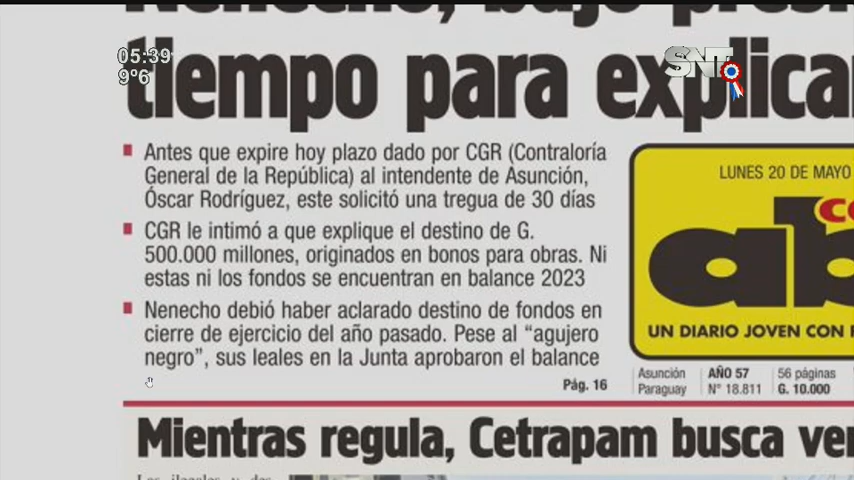 05:39
9°6
SNT
tiempo para explicar
Antes que expire hoy plazo dado por CGR (Contraloría
General de la República) al intendente de Asunción,
Óscar Rodríguez, este solicitó una tregua de 30 días
CGR le intimó a que explique el destino de G.
500.000 millones, originados en bonos para obras. Ni
estas ni los fondos se encuentran en balance 2023
Nenecho debió haber aclarado destino de fondos en
cierre de ejercicio del año pasado. Pese al “agujero
negro”, sus leales en la Junta aprobaron el balance
Pág. 16
LUNES 20 DE MAYO
UN DIARIO JOVEN CON
Asunción
Paraguay
AÑO 57
N° 18.811
56 páginas
G. 10.000
Mientras regula, Cetrapam busca